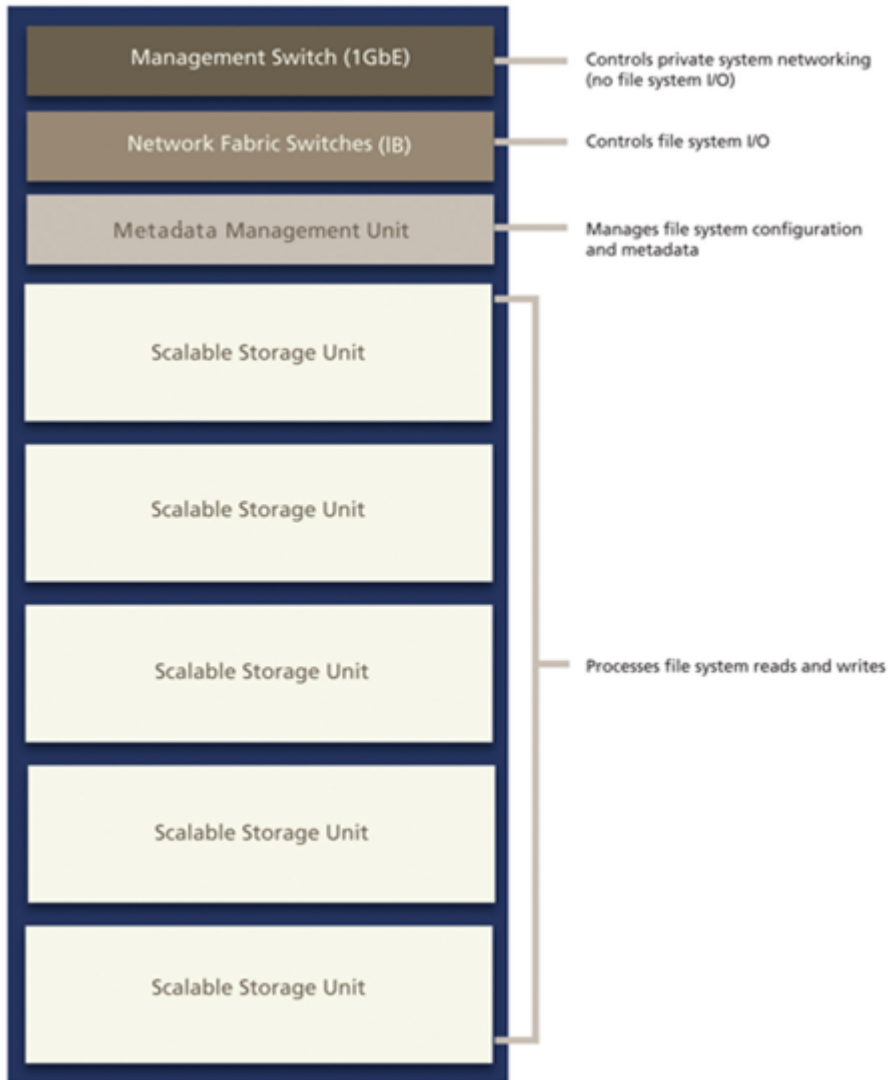 Management Switch (1GbE)
Controls private system networking
(no file system I/O)
Network Fabric Switches (IB)
Controls file system I/O
Metadata Management Unit
Manages file system configuration
and metadata
Scalable Storage Unit
Scalable Storage Unit
Scalable Storage Unit
Processes file system reads and writes
Scalable Storage Unit
Scalable Storage Unit